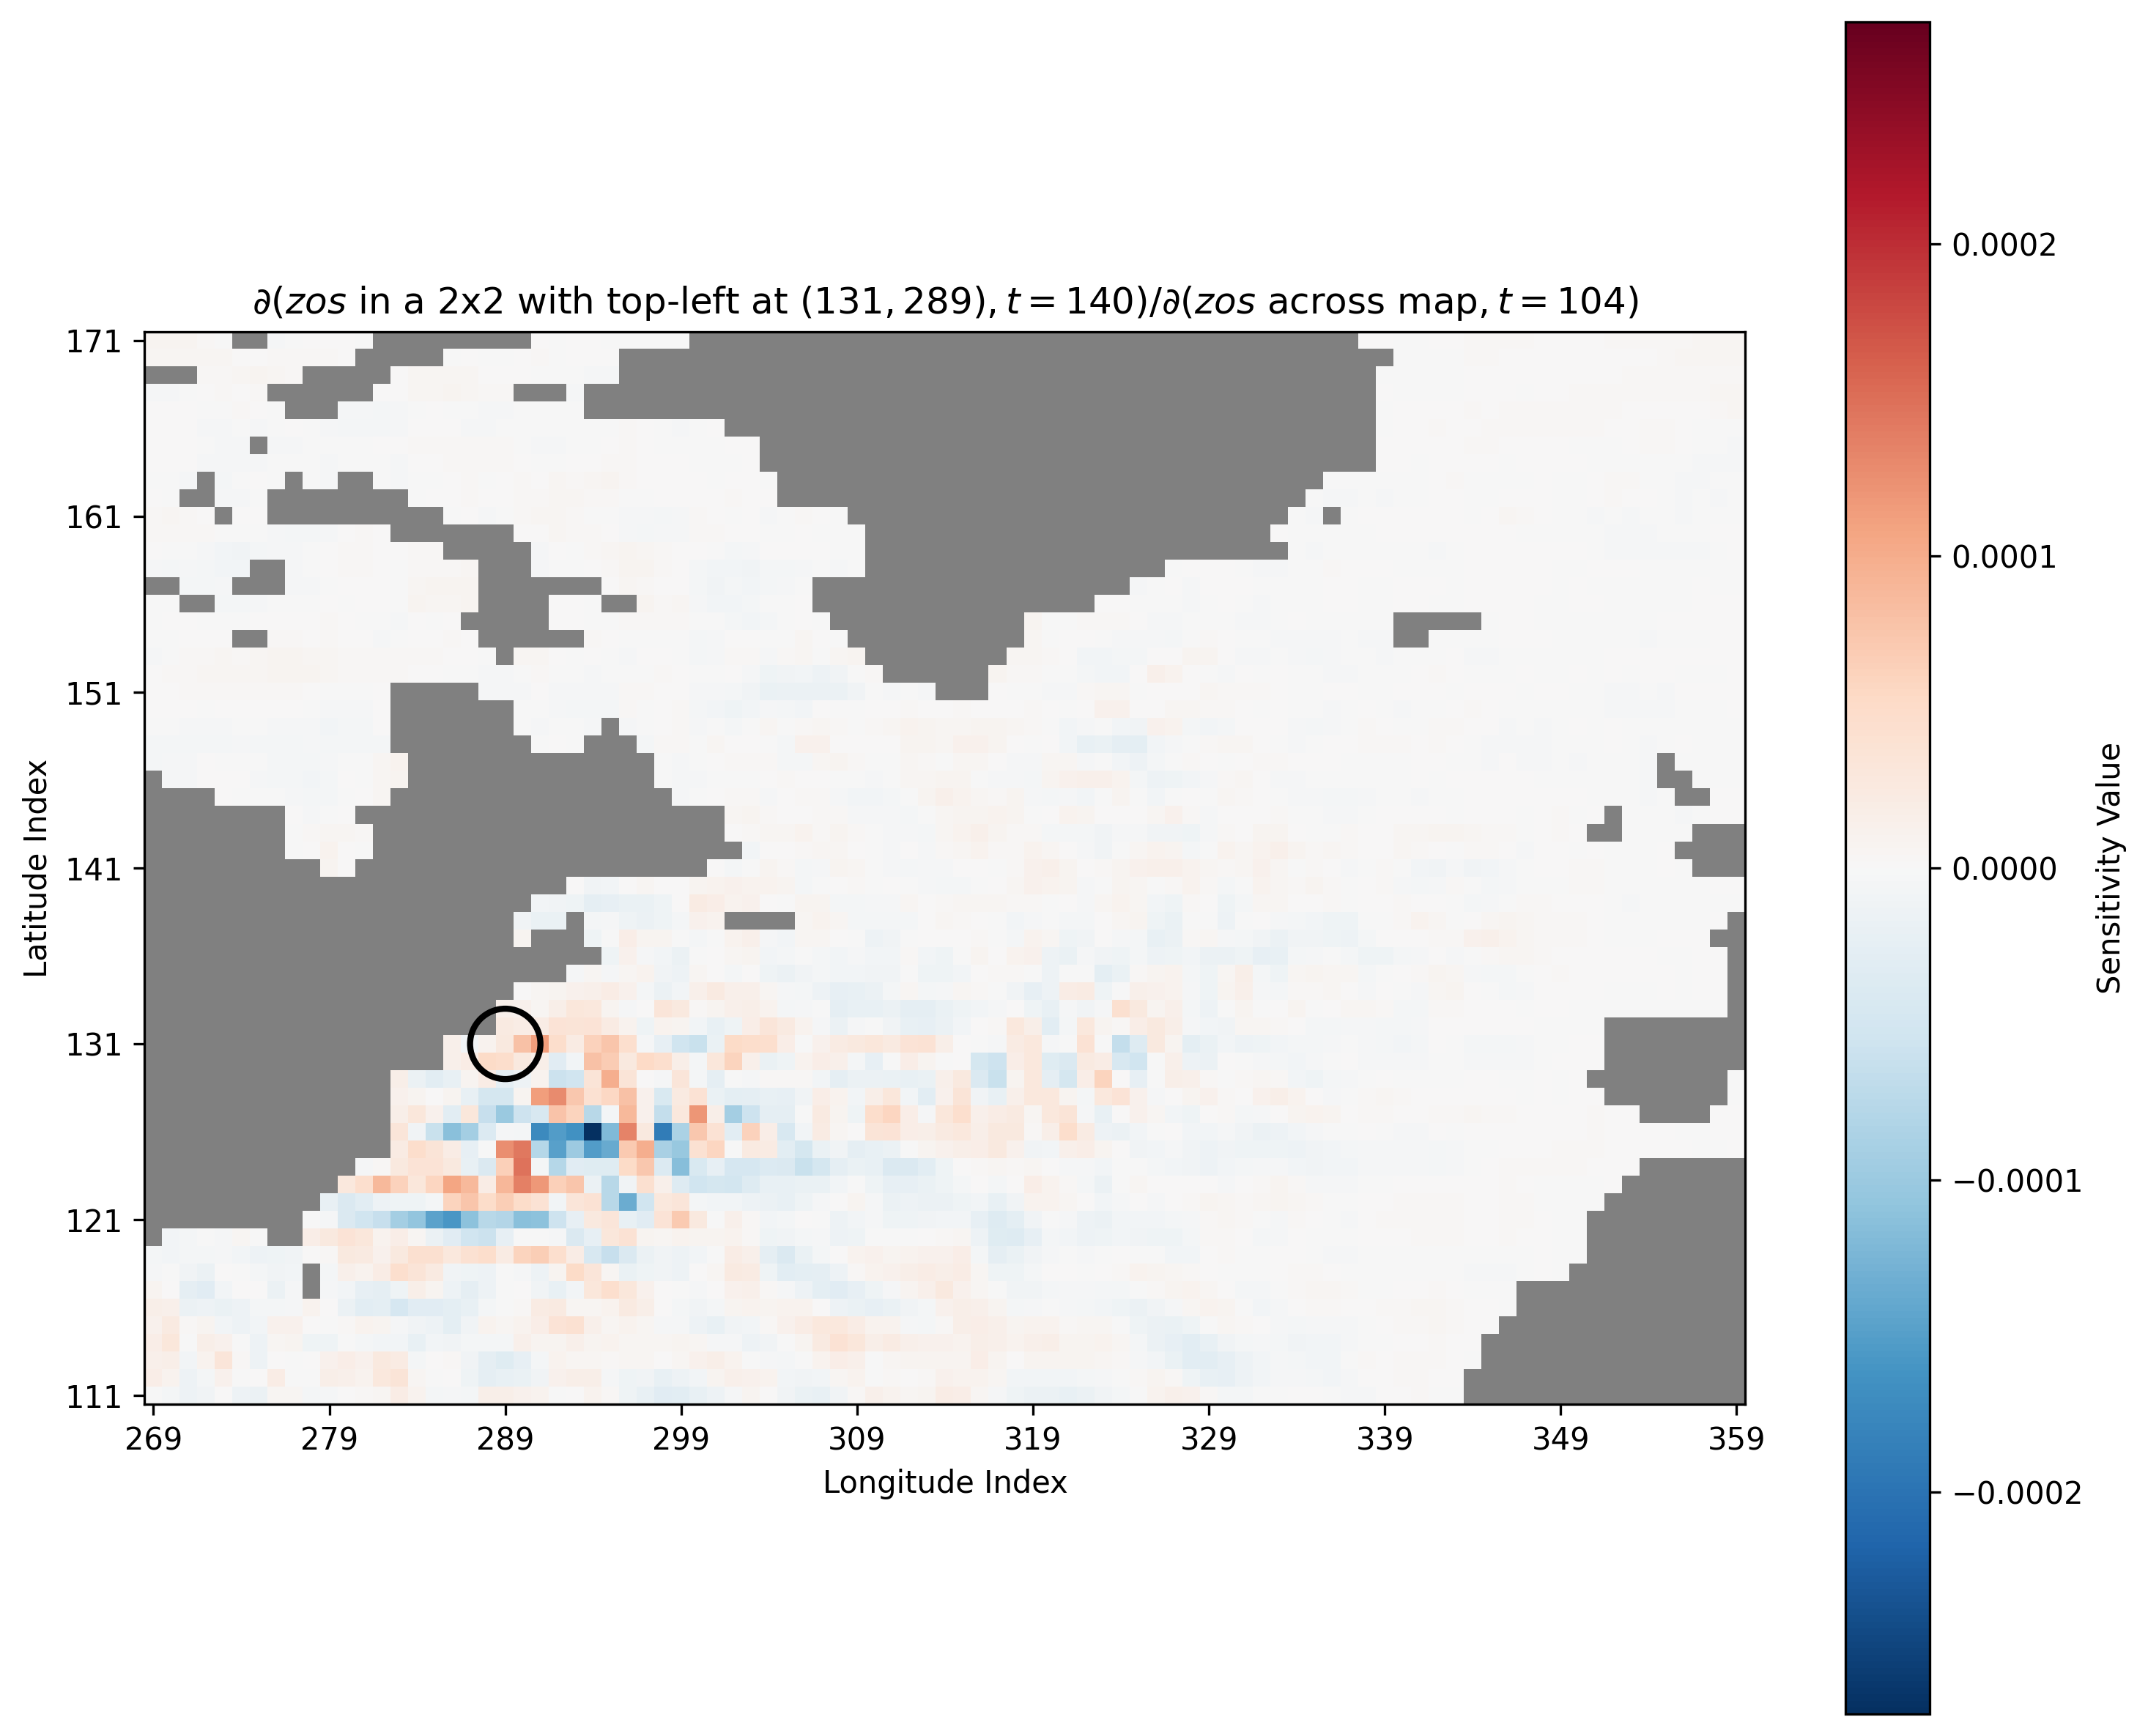 ∂(zos in a 2x2 with top-left at (131, 289), t = 140)/∂(zos across map, t = 104)
171
161
151
141
131
121
111
Latitude Index
269 279 289 299 309 319 329 339 349 359
Longitude Index
0.0002
0.0001
0.0000
−0.0001
−0.0002
Sensitivity Value